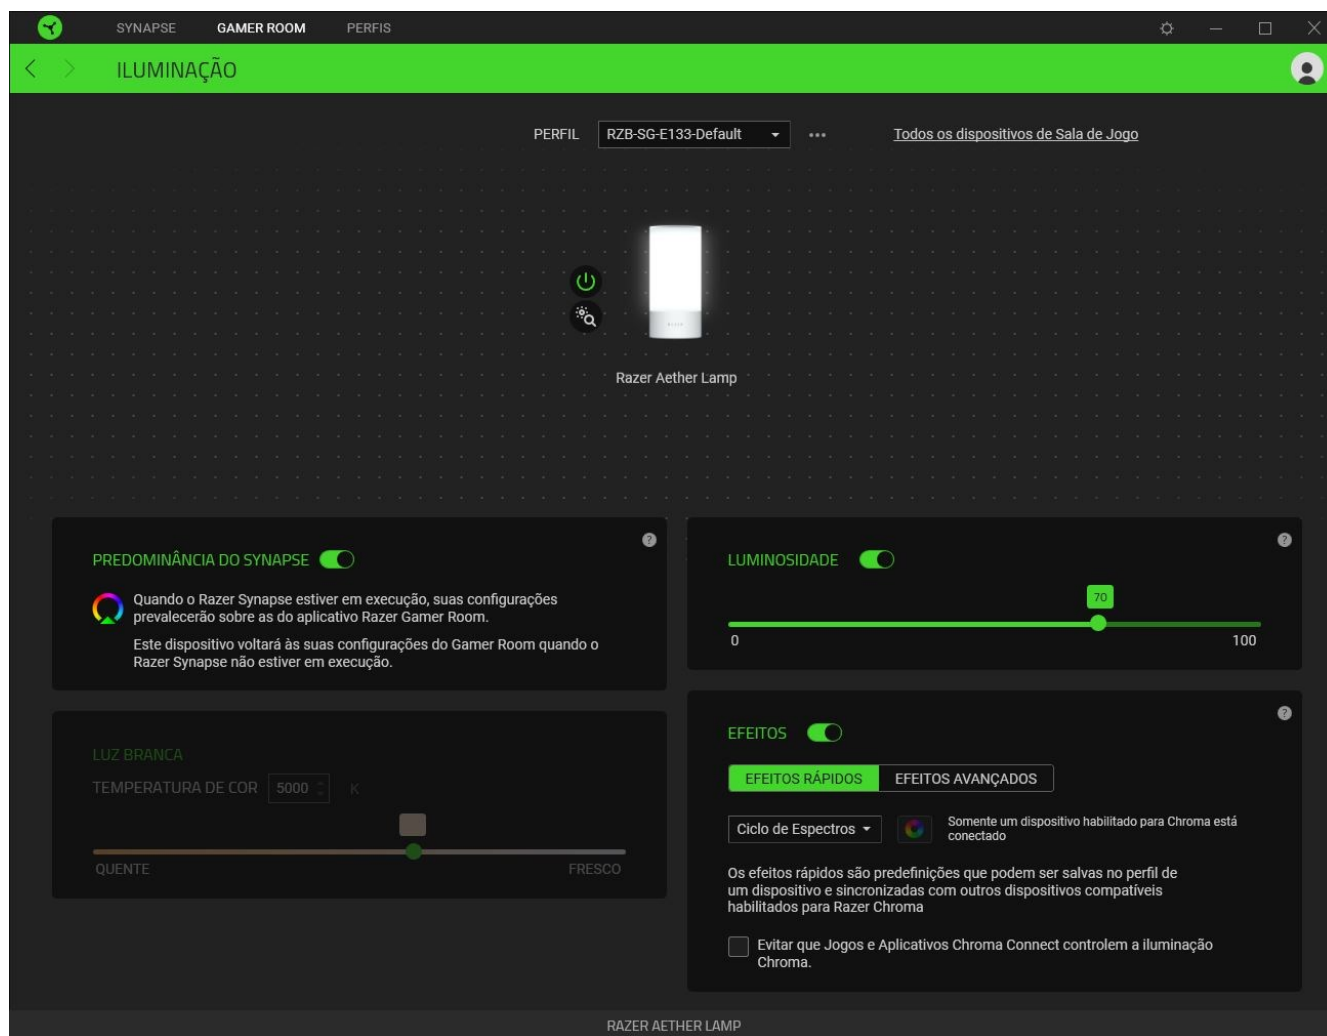 SYNAPSE GAMER ROOM PERFIS
ILUMINAÇÃO
PERFIL RZB-SG-E133-Default Todos os dispositivos de Sala de Jogo
Razer Aether Lamp
PREDOMINÂNCIA DO SYNAPSE
Quando o Razer Synapse estiver em execução, suas configurações
prevalecerão sobre as do aplicativo Razer Gamer Room.
Este dispositivo voltará às suas configurações do Gamer Room quando o
Razer Synapse não estiver em execução.
LUZ BRANCA
TEMPERATURA DE COR 5000 K
QUENTE FRESCO
LUMINOSIDADE
70
0 100
EFEITOS
EFEITOS RÁPIDOS EFEITOS AVANÇADOS
Ciclo de Espectros
Somente um dispositivo habilitado para Chroma está
conectado
Os efeitos rápidos são predefinições que podem ser salvas no perfil de
um dispositivo e sincronizadas com outros dispositivos compatíveis
habilitados para Razer Chroma
Evitar que Jogos e Aplicativos Chroma Connect controlem a iluminação
Chroma.
RAZER AETHER LAMP